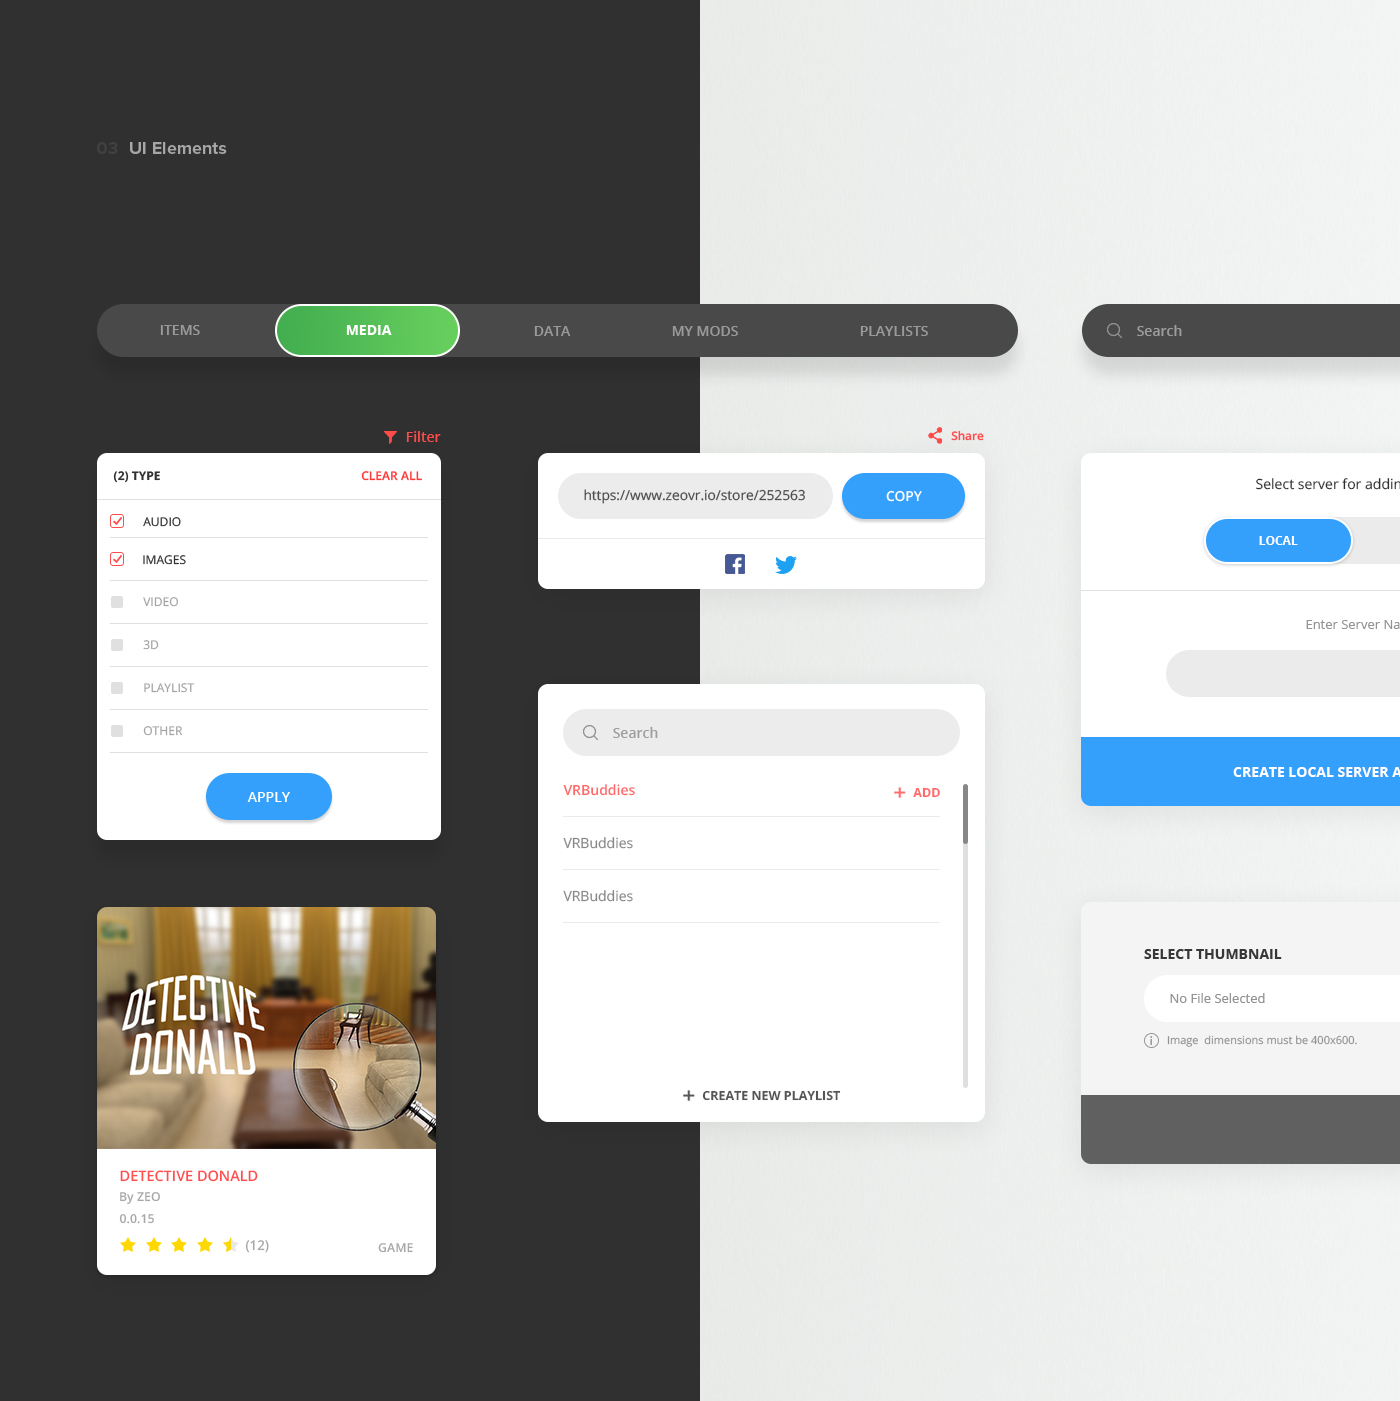 03 UI Elements
ITEMS MEDIA DATA MY MODS PLAYLISTS
Search
Filter
(2) TYPE CLEAR ALL
AUDIO
IMAGES
VIDEO
3D
PLAYLIST
OTHER
APPLY
DETECTIVE
DONALD
DETECTIVE DONALD
By ZEO
0.0.15
(12) GAME
Share
https://www.zeovr.io/store/252563 COPY
Search
VRBuddies + ADD
VRBuddies
VRBuddies
+ CREATE NEW PLAYLIST
Select server for addin
LOCAL
Enter Server Na
CREATE LOCAL SERVER A
SELECT THUMBNAIL
No File Selected
Image dimensions must be 400x600.